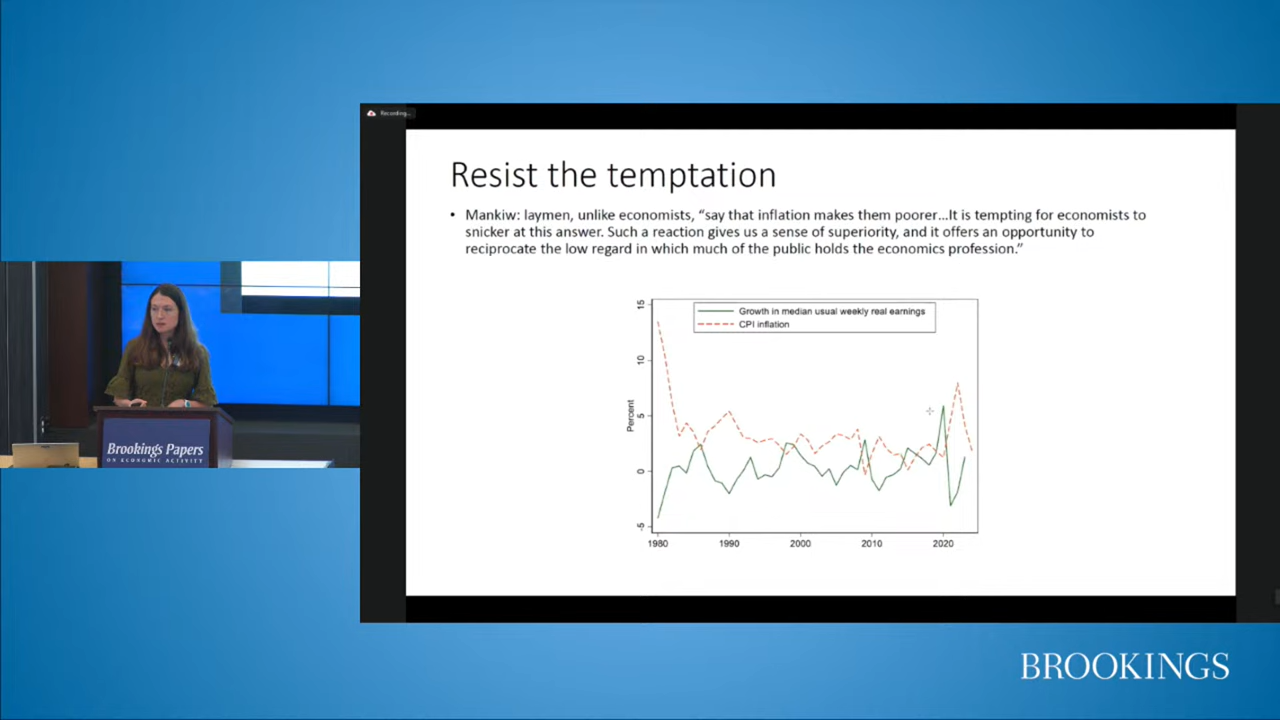 Recording...
Resist the temptation
• Mankiw: laymen, unlike economists, “say that inflation makes them poorer…It is tempting for economists to
snicker at this answer. Such a reaction gives us a sense of superiority, and it offers an opportunity to
reciprocate the low regard in which much of the public holds the economics profession.”
Growth in median usual weekly real earnings
CPI inflation
Percent
15
10
5
0
-5
1980
1990
2000
2010
2020
Brookings Papers
ON ECONOMIC ACTIVITY
BROOKINGS